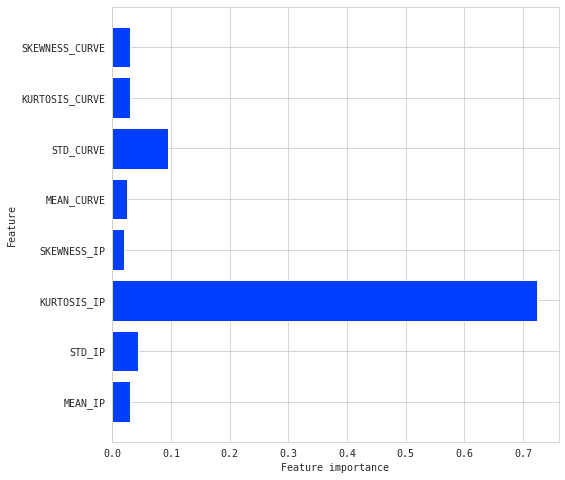 SKEWNESS_CURVE
KURTOSIS_CURVE
STD_CURVE
MEAN_CURVE
SKEWNESS_IP
KURTOSIS_IP
STD_IP
MEAN_IP
Feature
0.0 0.1 0.2 0.3 0.4 0.5 0.6 0.7
Feature importance